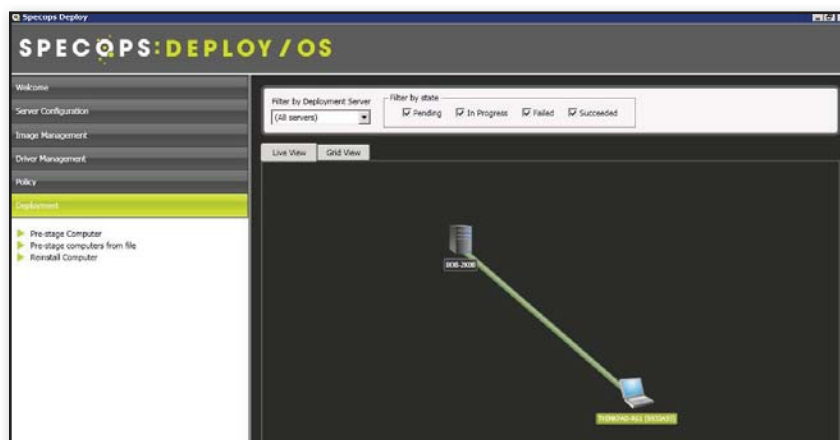 Specops Deploy
SPECOPS:DEPLOY/OS
Welcome
Server Configuration
Image Management
Driver Management
Policy
Deployment
Pre-stage Computer
Pre-stage computers from file
Reinstall Computer
Filter by Deployment Server
(All servers)
Filter by state
Pending
In Progress
Failed
Succeeded
Live View
Grid View